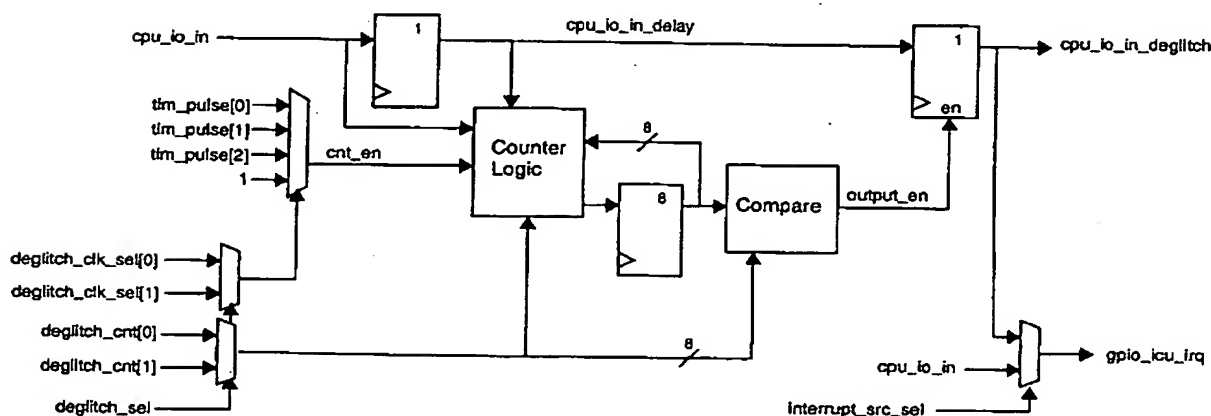 cpu_io_in
1
cpu_io_in_delay
1
en
cpu_io_in_deglitch
tim_pulse[0]
tim_pulse[1]
tim_pulse[2]
1
cnt_en
Counter
Logic
8
8
Compare
output_en
deglitch_clk_sel[0]
deglitch_clk_sel[1]
deglitch_cnt[0]
deglitch_cnt[1]
deglitch_sel
8
cpu_io_in
gpio_icu_irq
interrupt_src_sel